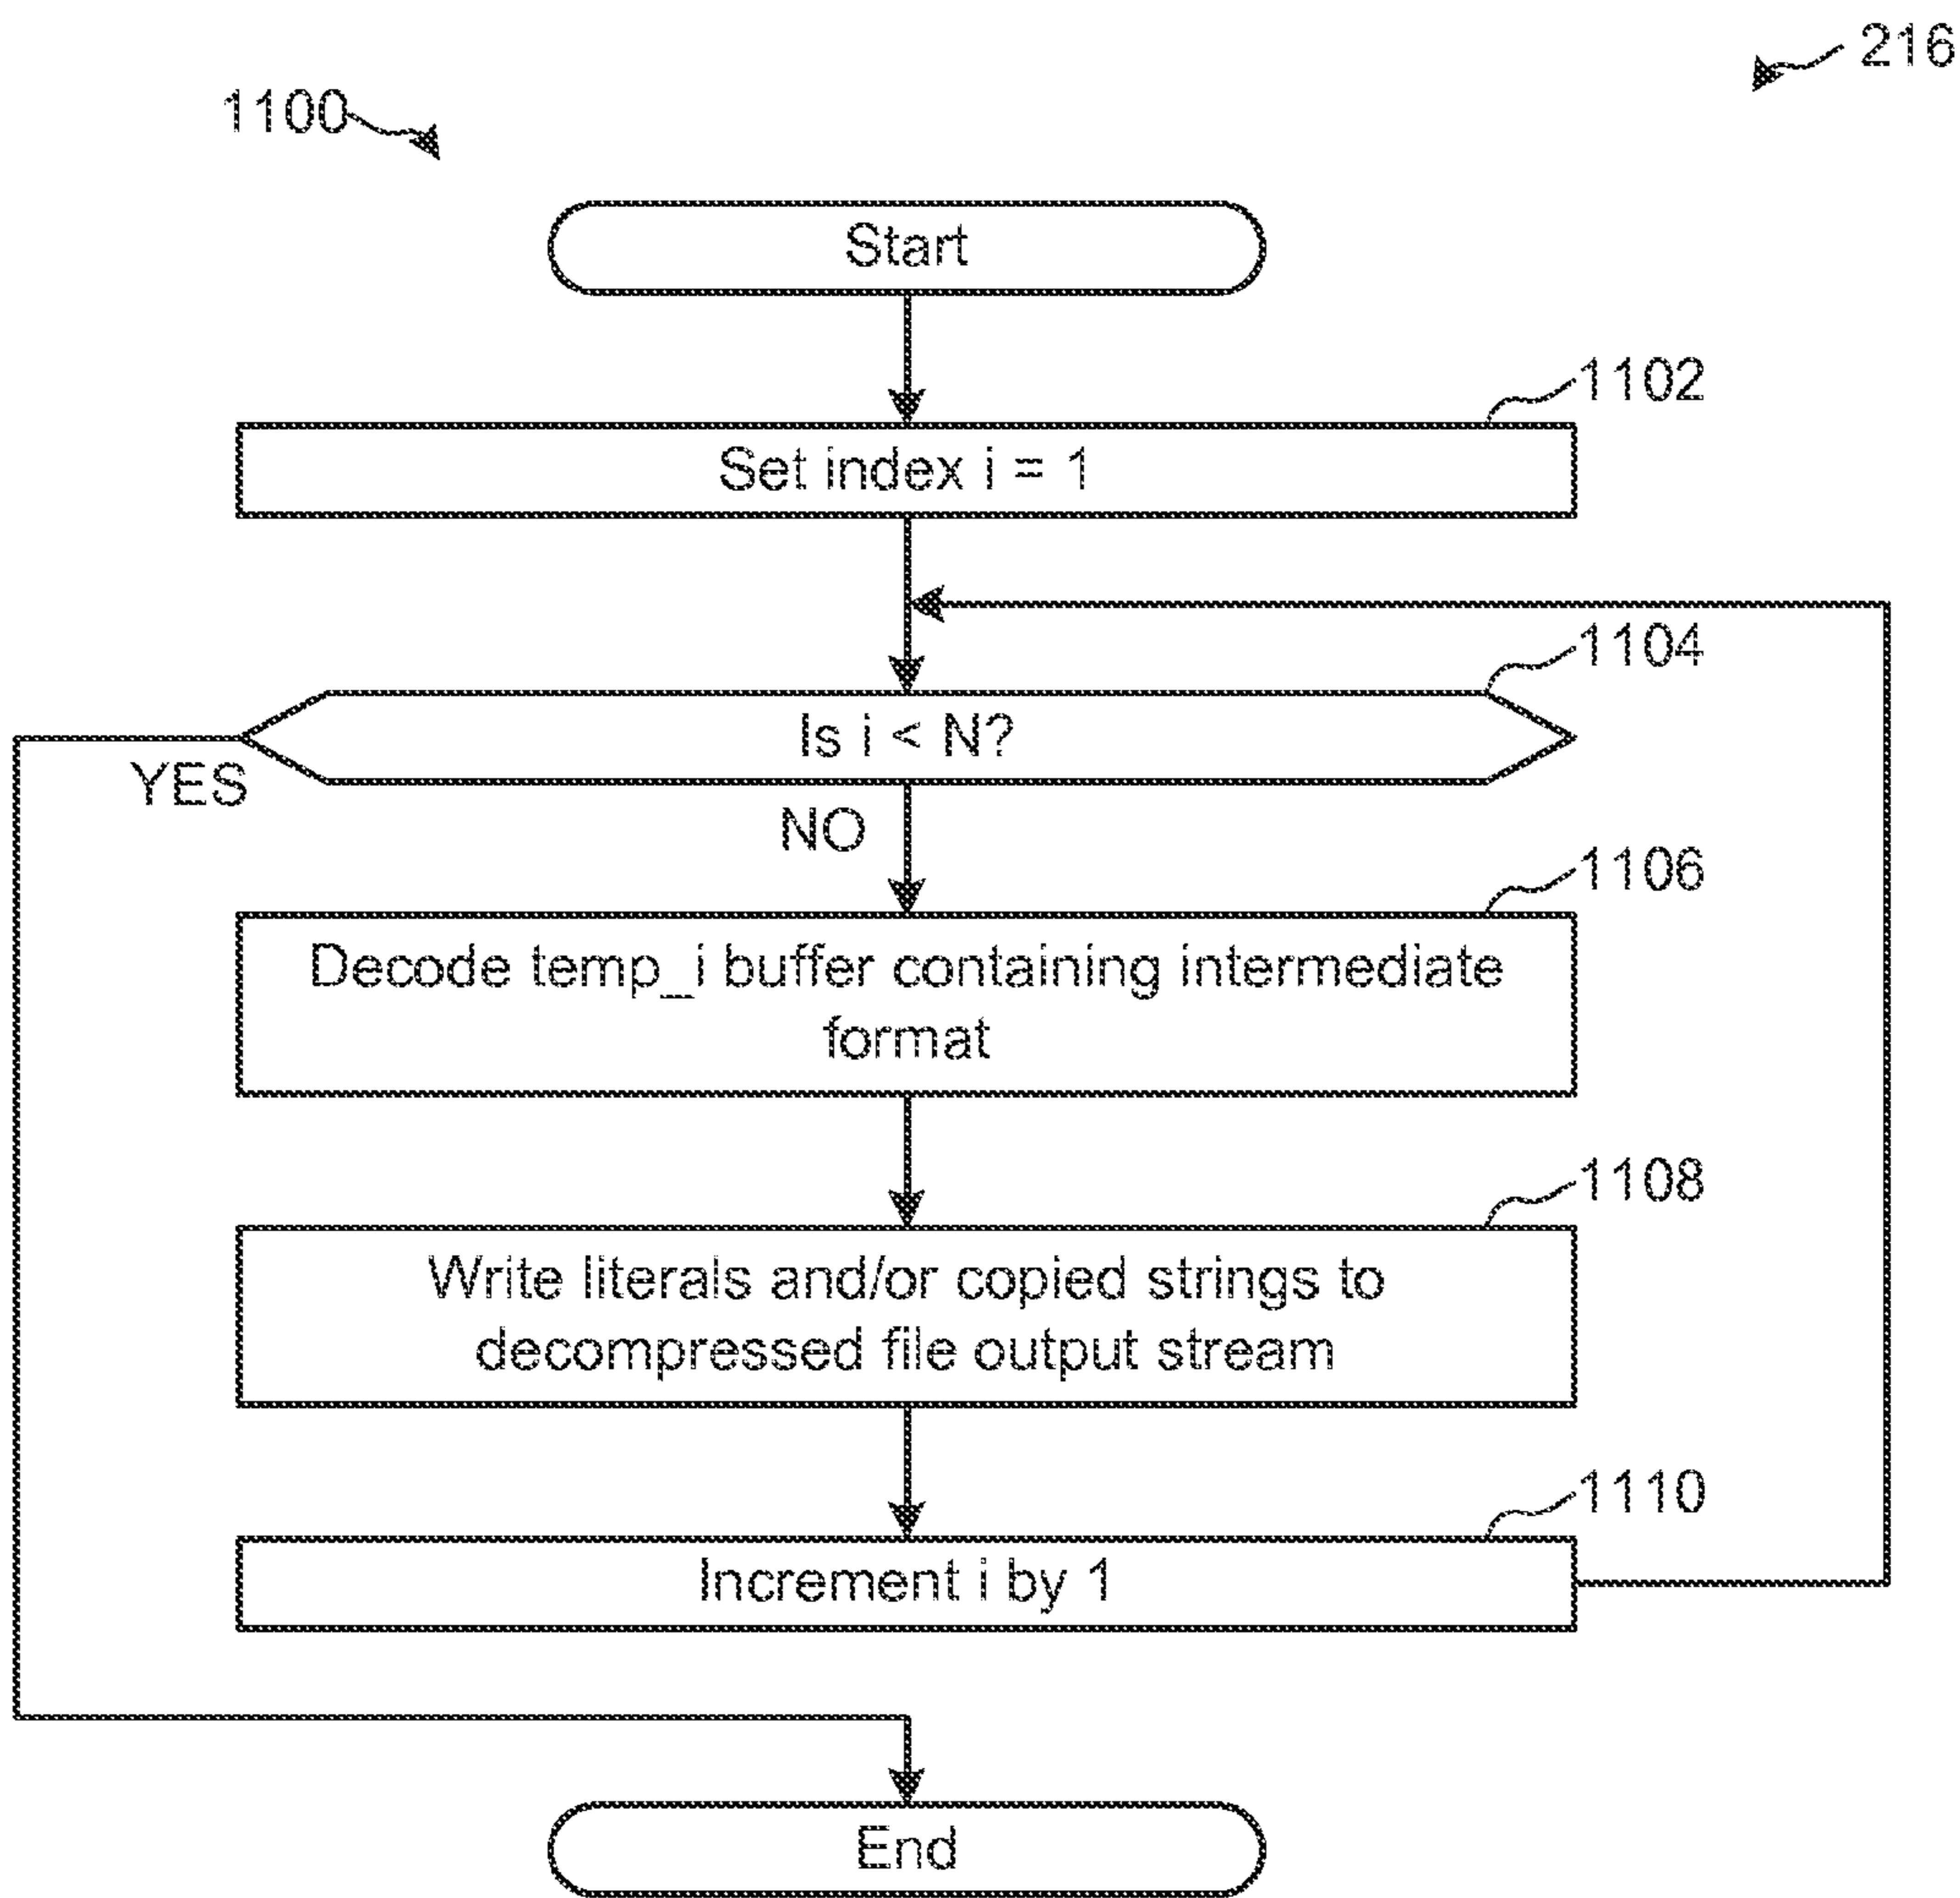 216
1100
Start
1102
Set index i = 1
1104
Is i < N?
YES
NO
1106
Decode temp_i buffer containing intermediate
format
1108
Write literals and/or copied strings to
decompressed file output stream
1110
Increment i by 1
End